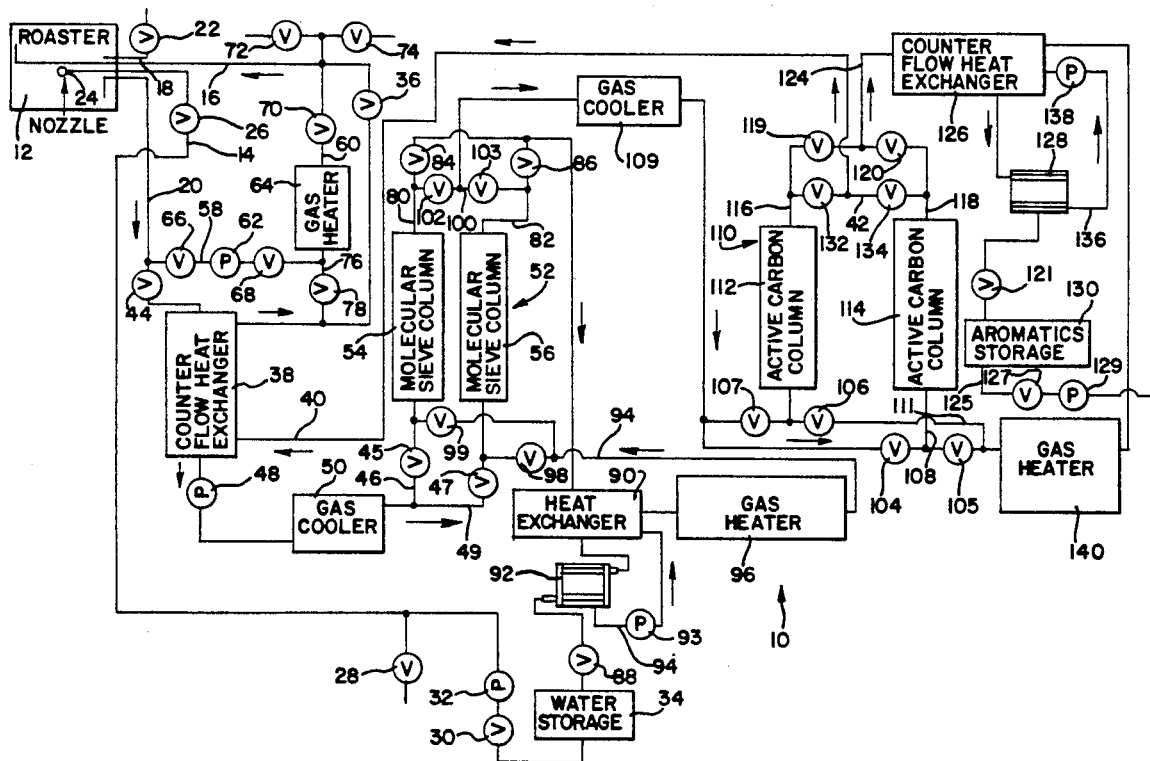 ROASTER
NOZZLE
12
24
18
16
22
72
74
36
26
14
70
60
64
GAS
HEATER
20
66
58
62
68
76
78
44
COUNTER
FLOW HEAT
EXCHANGER
38
40
48
50
GAS
COOLER
45
46
47
49
84
103
86
80
102
100
82
MOLECULAR
SIEVE COLUMN
54
MOLECULAR
SIEVE COLUMN
52
56
99
98
94
90
HEAT
EXCHANGER
GAS
HEATER
96
92
93
94
88
WATER
STORAGE
34
28
32
30
10
GAS
COOLER
109
119
120
124
116
132
42
134
118
110
112
ACTIVE CARBON
COLUMN
114
ACTIVE CARBON
COLUMN
107
106
104
108
111
105
GAS
HEATER
140
COUNTER
FLOW HEAT
EXCHANGER
126
138
128
136
121
130
AROMATICS
STORAGE
125
127
129
V
V
V
V
V
V
V
P
V
V
V
P
V
V
V
V
V
V
V
V
V
V
P
V
P
V
V
V
V
V
V
V
V
V
P
V
V
P